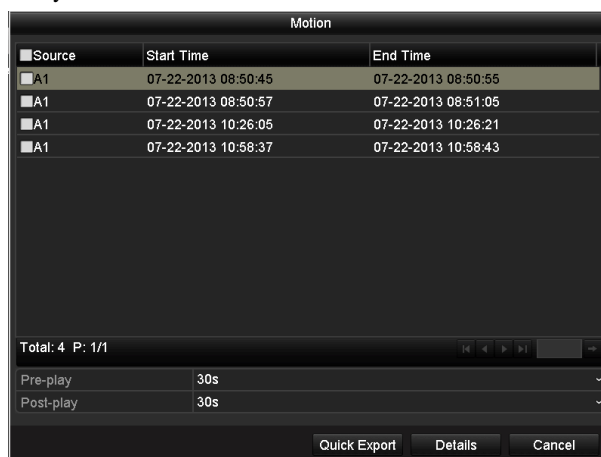 Motion
Source Start Time End Time
A1 07-22-2013 08:50:45 07-22-2013 08:50:55
A1 07-22-2013 08:50:57 07-22-2013 08:51:05
A1 07-22-2013 10:26:05 07-22-2013 10:26:21
A1 07-22-2013 10:58:37 07-22-2013 10:58:43
Total: 4 P: 1/1
Pre-play 30s
Post-play 30s
Quick Export Details Cancel